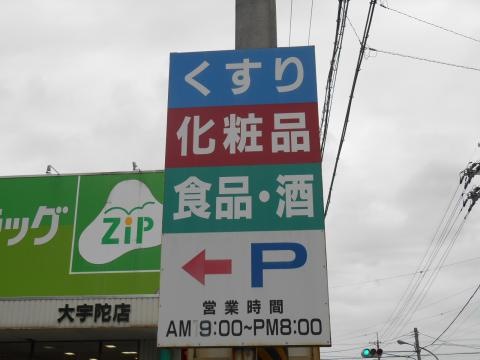 くすり
化粧品
食品・酒
← P
営業時間
AM 9:00~PM8:00
ラッグ
ZiP
大宇陀店